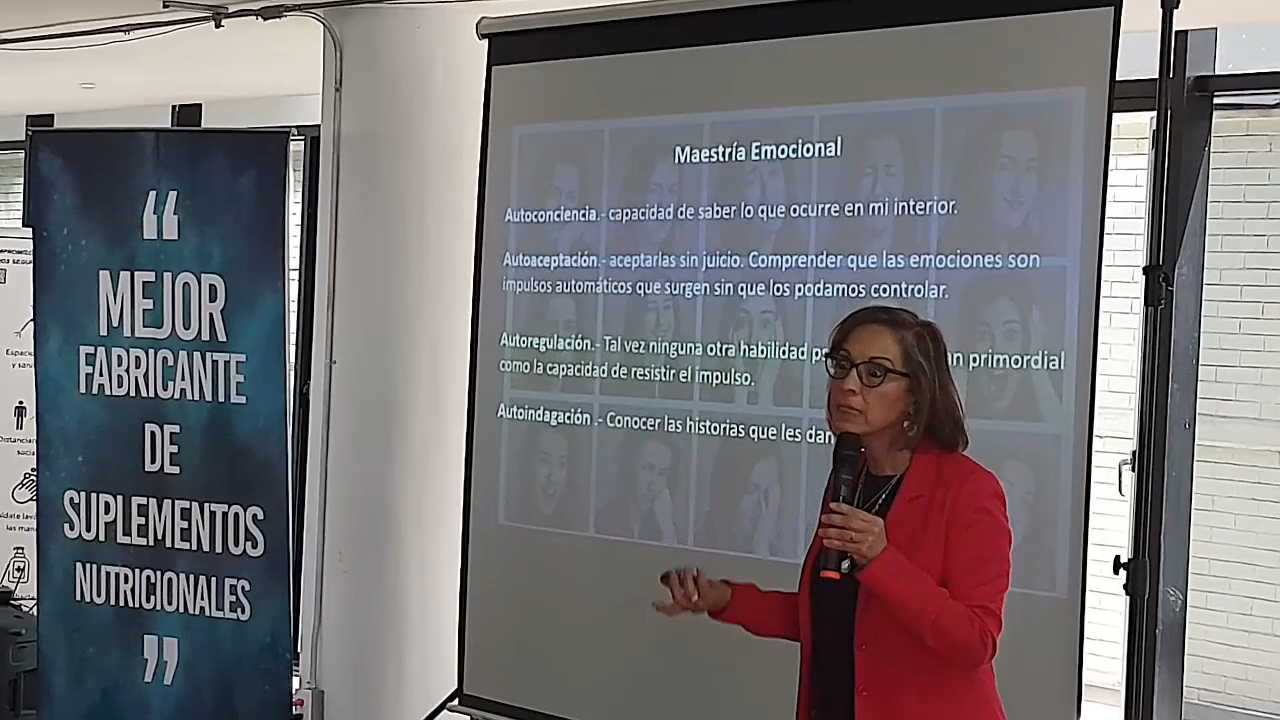 “
MEJOR
FABRICANTE
DE
SUPLEMENTOS
NUTRICIONALES
”
Maestría Emocional
Autoconciencia.- capacidad de saber lo que ocurre en mi interior.
Autoaceptación.- aceptarlas sin juicio. Comprender que las emociones son
impulsos automáticos que surgen sin que los podamos controlar.
Autoregulación.- Tal vez ninguna otra habilidad primordial
como la capacidad de resistir el impulso.
Autoindagación .- Conocer las historias que les dan
las man